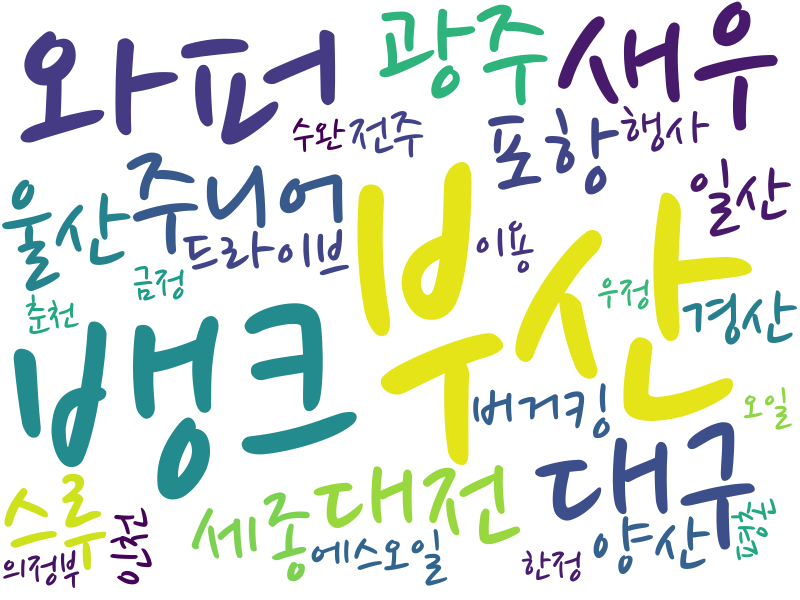 와퍼
광주
새우
수완
전주
포항
행사
울산
주니어
드라이브
부산
이용
일산
금정
춘천
우정
경산
뱅크
버거킹
오일
스루
인천
의정부
세종
대전
에스오일
대구
양산
한정
평촌